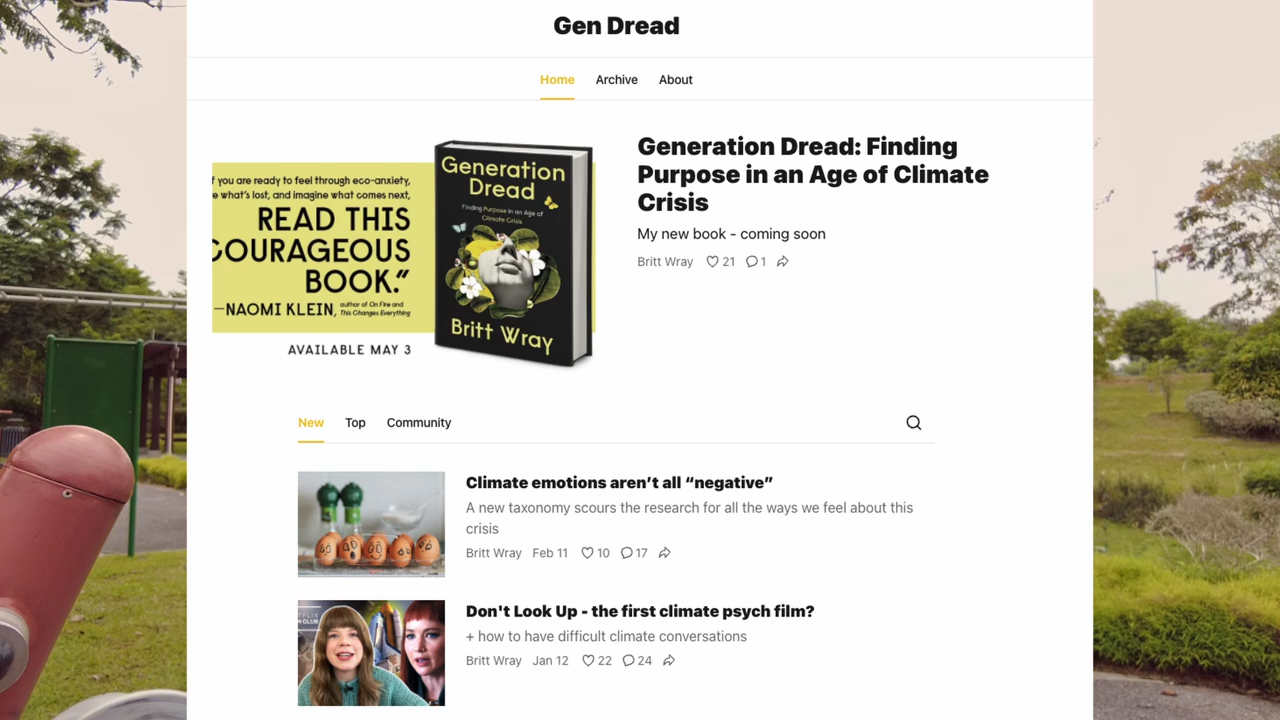 Gen Dread
Home Archive About
f you are ready to feel through eco-anxiety,
e what's lost, and imagine what comes next,
READ THIS
COURAGEOUS
BOOK.”
—NAOMI KLEIN, author of On Fire and
This Changes Everything
AVAILABLE MAY 3
Generation
Dread
Finding Purpose in an Age of
Climate Crisis
Britt Wray
Generation Dread: Finding
Purpose in an Age of Climate
Crisis
My new book - coming soon
Britt Wray 21 1
New Top Community
Climate emotions aren’t all “negative”
A new taxonomy scours the research for all the ways we feel about this
crisis
Britt Wray Feb 11 10 17
TFLIX
M CLUB
Don't Look Up - the first climate psych film?
+ how to have difficult climate conversations
Britt Wray Jan 12 22 24